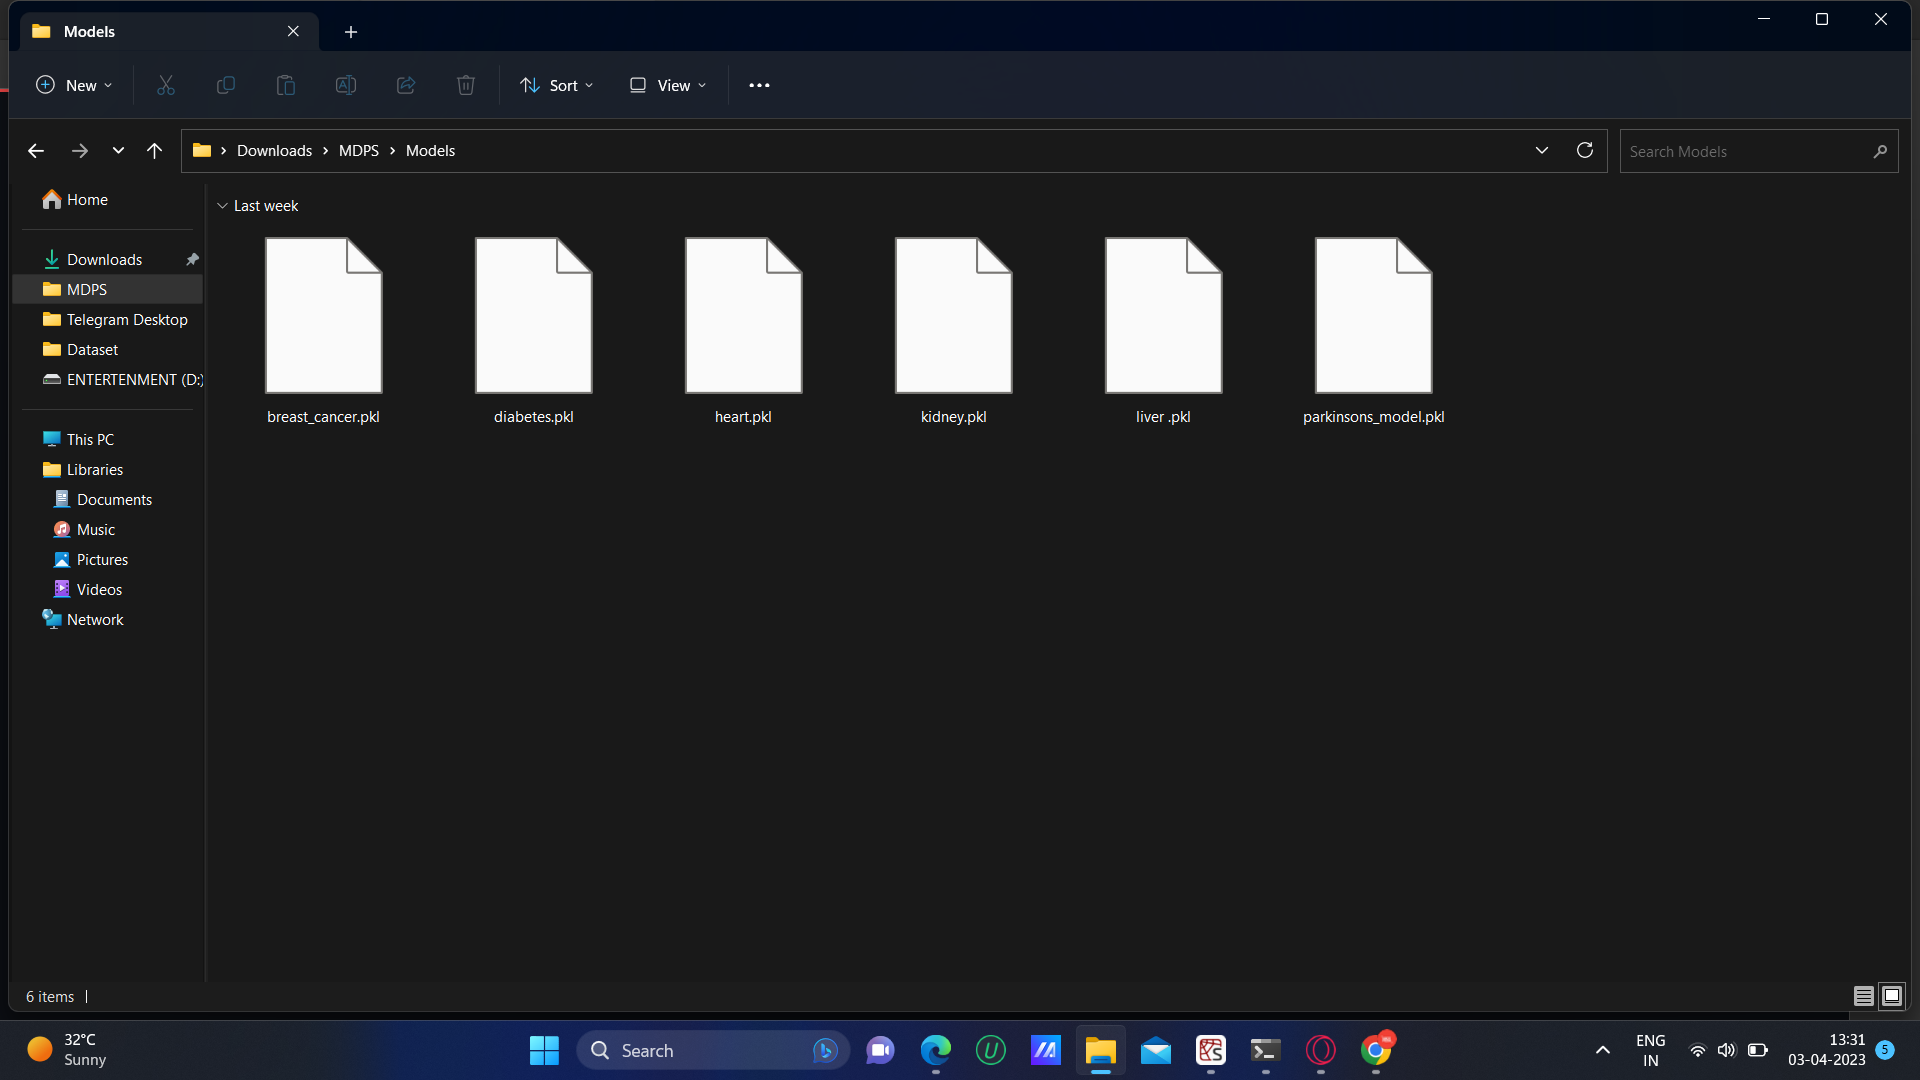 Models
New
Sort
View
Downloads
MDPS
Models
Search Models
Home
Downloads
MDPS
Telegram Desktop
Dataset
ENTERTENMENT (D:)
This PC
Libraries
Documents
Music
Pictures
Videos
Network
Last week
breast_cancer.pkl
diabetes.pkl
heart.pkl
kidney.pkl
liver .pkl
parkinsons_model.pkl
6 items
32°C
Sunny
Search
ENG
IN
13:31
03-04-2023
5